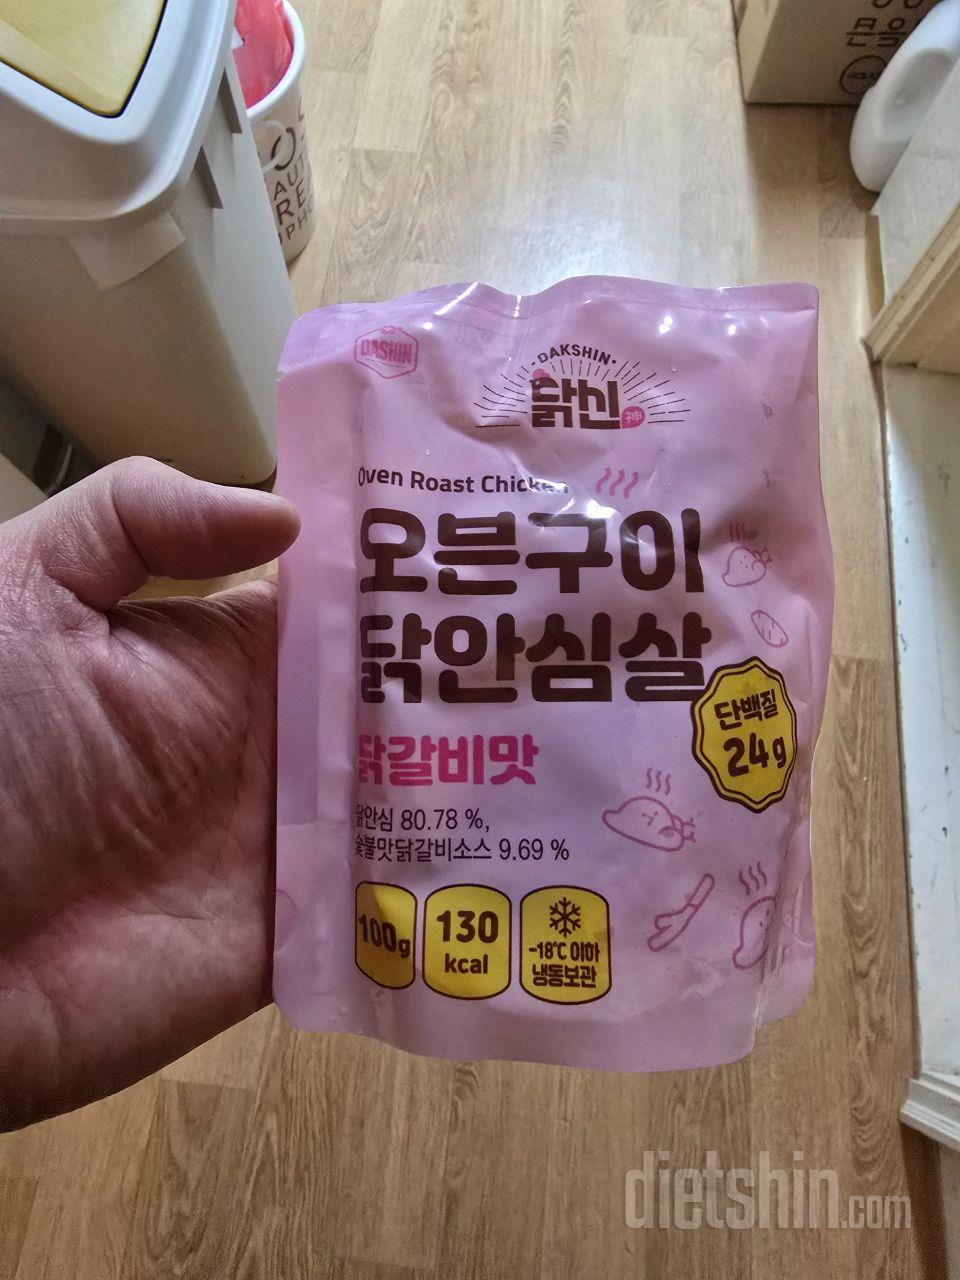 DASHIN
DAKSHIN
닭신
神
Oven Roast Chicken
오븐구이
닭안심살
단백질
24g
닭갈비맛
닭안심 80.78 %,
숯불맛닭갈비소스 9.69 %
100g
130
kcal
-18℃ 이하
냉동보관
dietshin.com